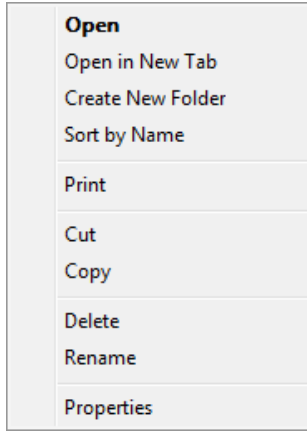 Open
Open in New Tab
Create New Folder
Sort by Name
Print
Cut
Copy
Delete
Rename
Properties